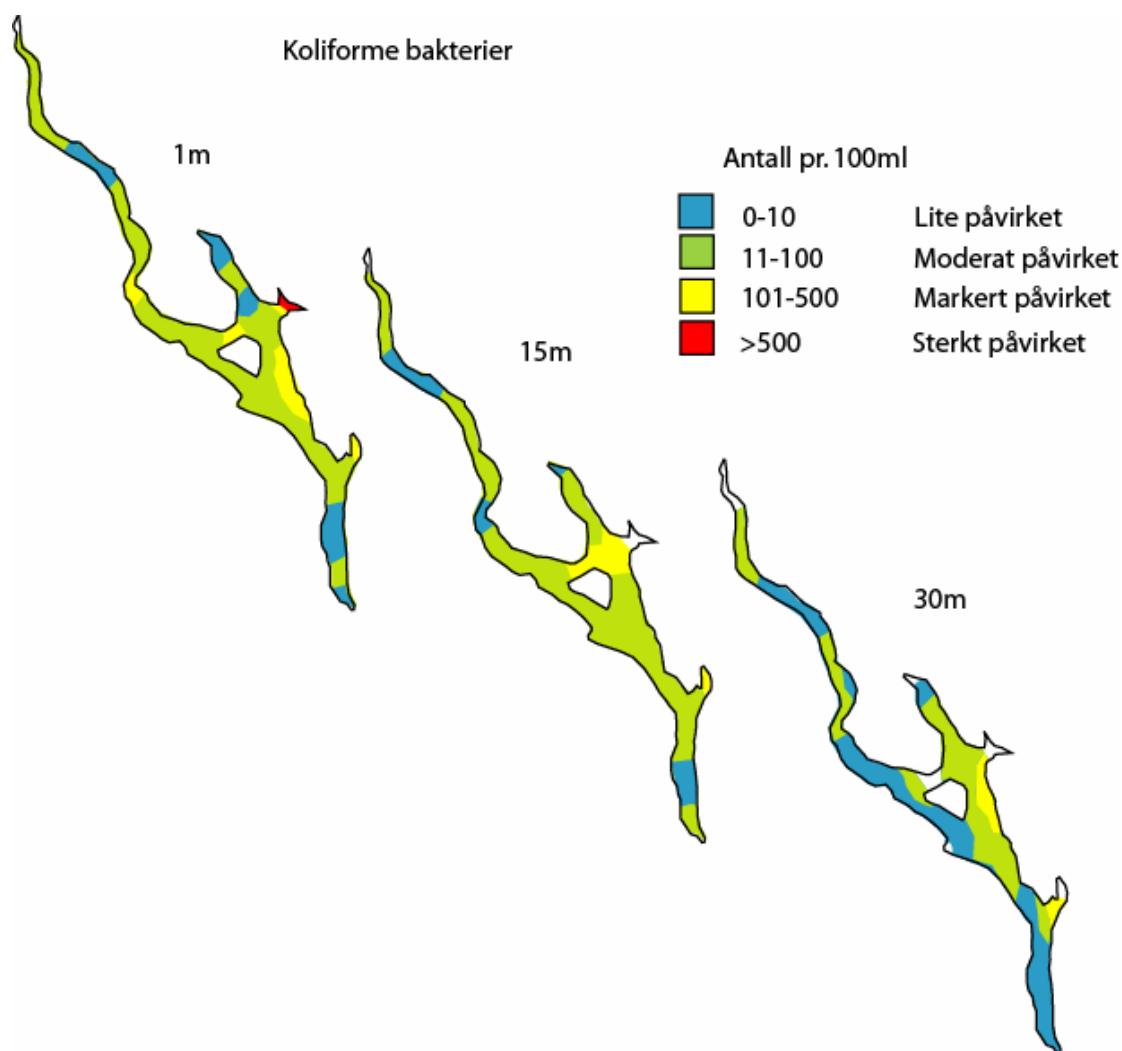 Koliforme bakterier
1m
Antall pr. 100ml
0-10 Lite påvirket
11-100 Moderat påvirket
101-500 Markert påvirket
>500 Sterkt påvirket
15m
30m